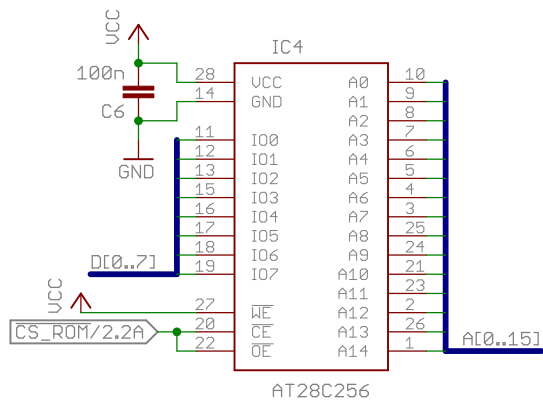 VCC
IC4
100n
C6
GND
28 VCC A0 10
14 GND A1 9
A2 8
11 IO0 A3 7
12 IO1 A4 6
13 IO2 A5 5
15 IO3 A6 4
16 IO4 A7 3
17 IO5 A8 25
18 IO6 A9 24
19 IO7 A10 21
A11 23
27 WE A12 2
20 CE A13 26
22 OE A14 1
D[0..7]
VCC
CS_ROM/2.2A
A[0..15]
AT28C256